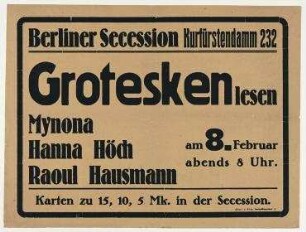 Berliner Secession Kurfürstendamm 232
Grotesken lesen
Mynona
Hanna Höch
Raoul Hausmann
am 8. Februar
abends 8 Uhr.
Karten zu 15, 10, 5 Mk. in der Secession.